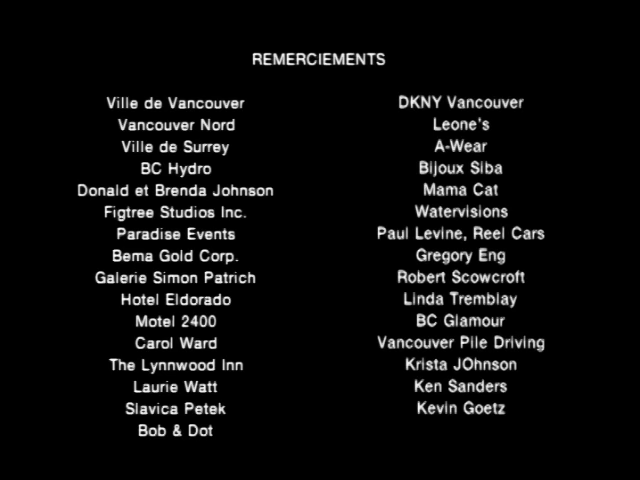 REMERCIEMENTS
Ville de Vancouver
Vancouver Nord
Ville de Surrey
BC Hydro
Donald et Brenda Johnson
Figtree Studios Inc.
Paradise Events
Bema Gold Corp.
Galerie Simon Patrich
Hotel Eldorado
Motel 2400
Carol Ward
The Lynnwood Inn
Laurie Watt
Slavica Petek
Bob & Dot
DKNY Vancouver
Leone's
A-Wear
Bijoux Siba
Mama Cat
Watervisions
Paul Levine, Reel Cars
Gregory Eng
Robert Scowcroft
Linda Tremblay
BC Glamour
Vancouver Pile Driving
Krista JOhnson
Ken Sanders
Kevin Goetz